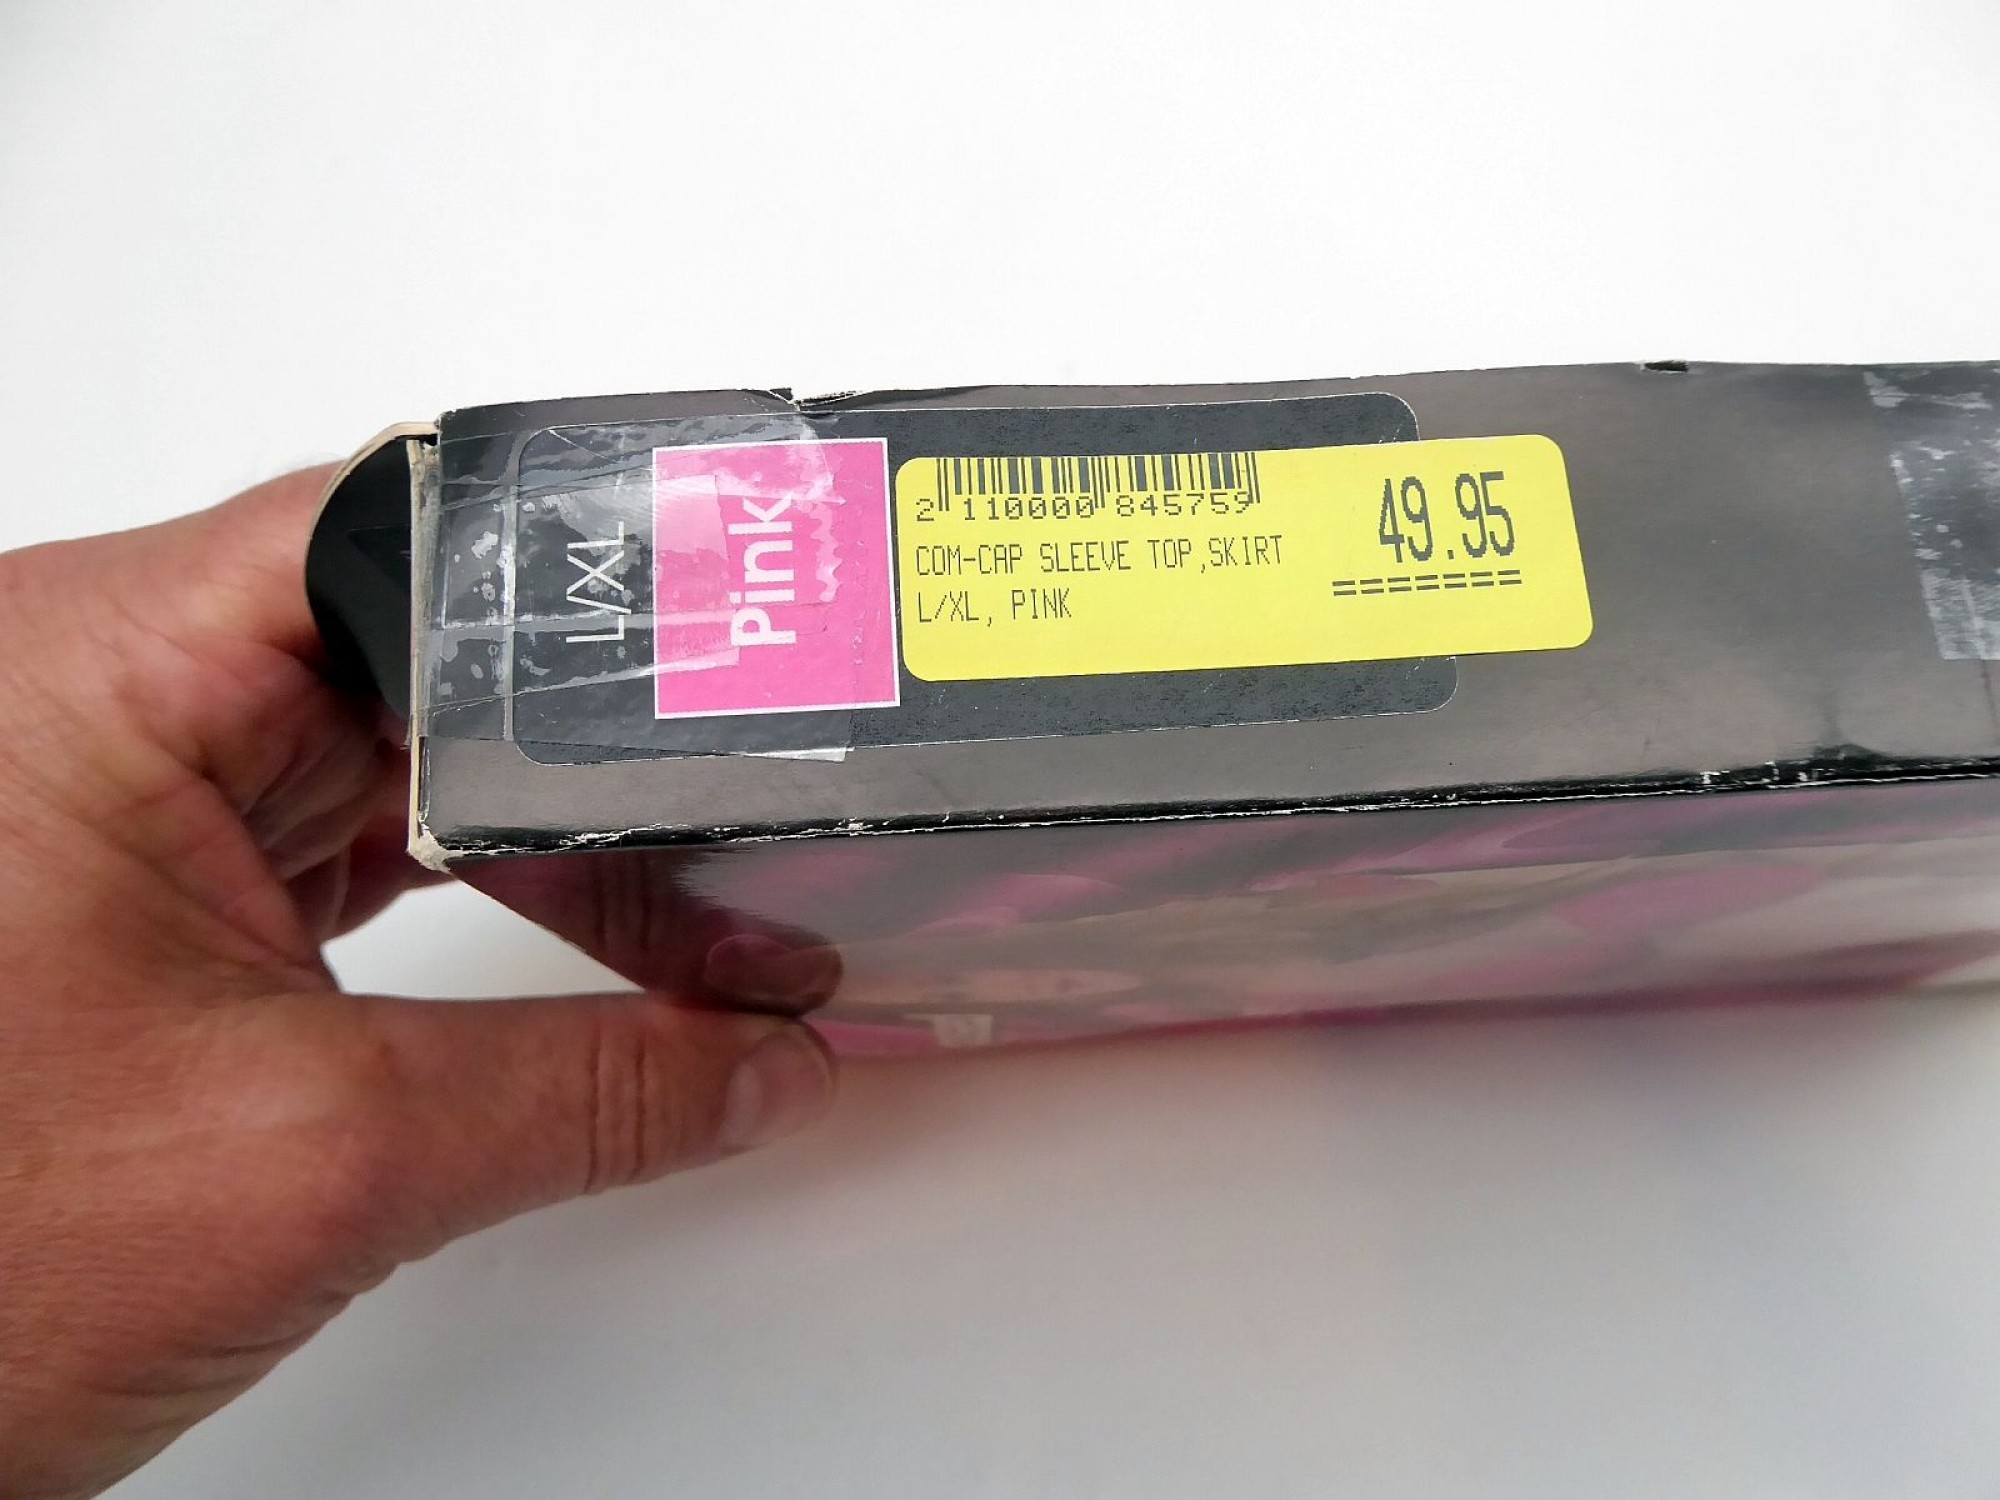 L/XL
Pink
2 110000 845759
COM-CAP SLEEVE TOP,SKIRT
L/XL, PINK
49.95
=======